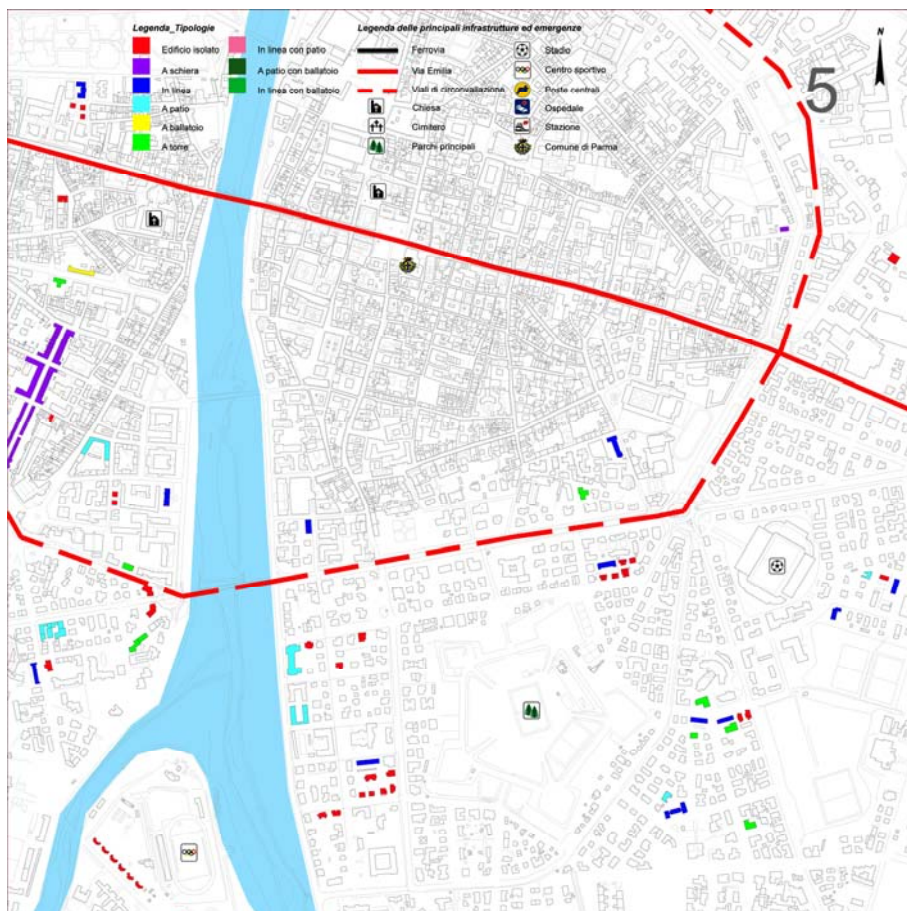 Legenda_Tipologie
Edificio isolato
A schiera
In linea
A patio
A ballatoio
A torre
In linea con patio
A patio con ballatoio
In linea con ballatoio
Legenda delle principali infrastrutture ed emergenze
Ferrovia
Via Emilia
Viali di circonvallazione
Chiesa
Cimitero
Parchi principali
Stadio
Centro sportivo
Poste centrali
Ospedale
Stazione
Comune di Parma
N
5